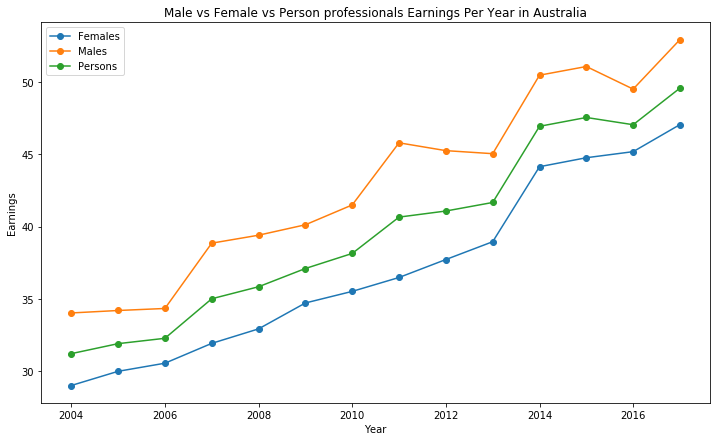 Male vs Female vs Person professionals Earnings Per Year in Australia
Females
Males
Persons
50
45
40
35
30
Earnings
2004 2006 2008 2010 2012 2014 2016
Year